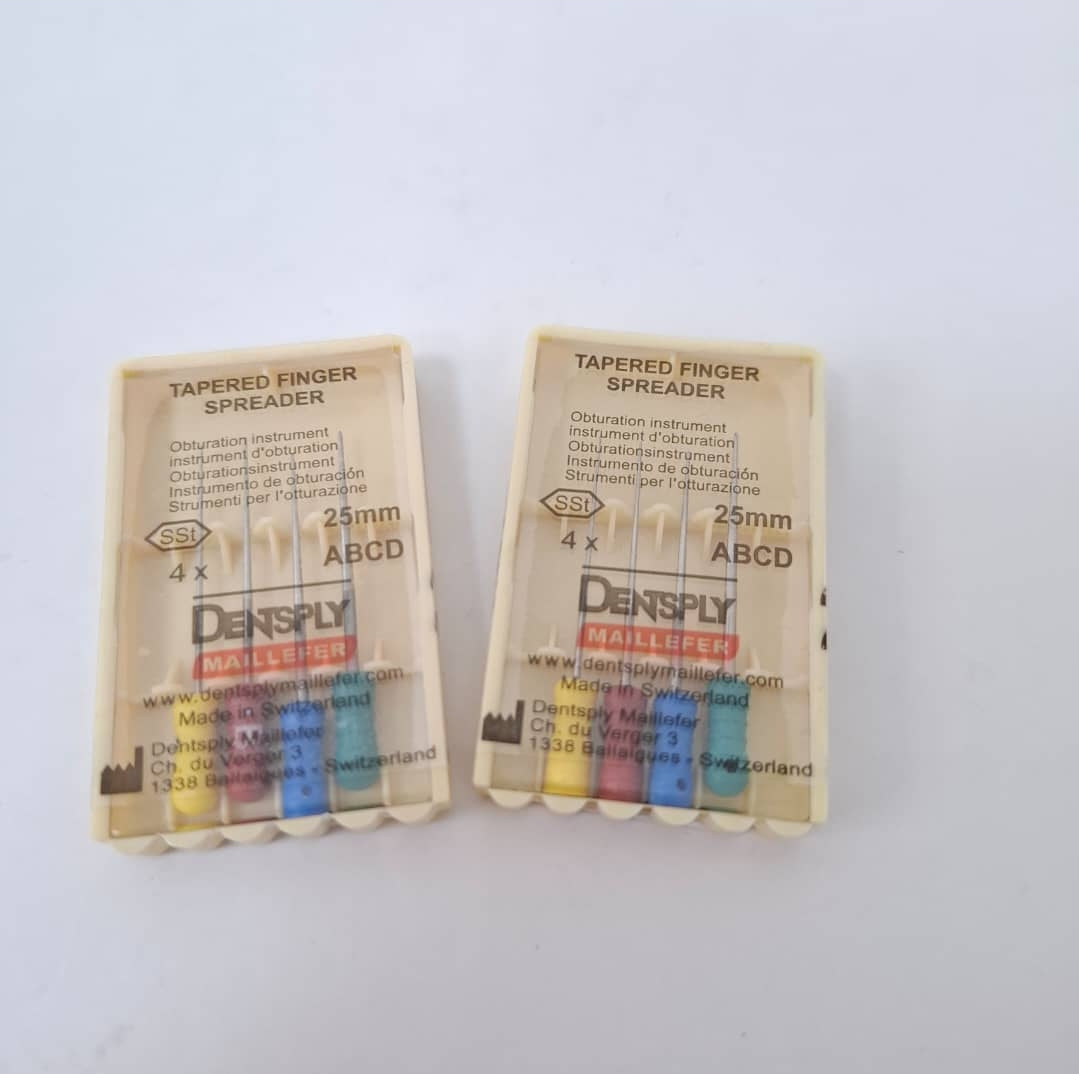 TAPERED FINGER
SPREADER
Obturation instrument
instrument d'obturation
Obturationsinstrument
Instrumento de obturación
Strumenti per l'otturazione
SSt
25mm
4 x
ABCD
DENTSPLY
MAILLEFER
www.dentsplymaillefer.com
Made in Switzerland
Dentsply Maillefer
Ch. du Verger 3
1338 Ballaigues - Switzerland
TAPERED FINGER
SPREADER
Obturation instrument
instrument d'obturation
Obturationsinstrument
Instrumento de obturación
Strumenti per l'otturazione
SSt
25mm
4 x
ABCD
DENTSPLY
MAILLEFER
www.dentsplymaillefer.com
Made in Switzerland
Dentsply Maillefer
Ch. du Verger 3
1338 Ballaigues - Switzerland